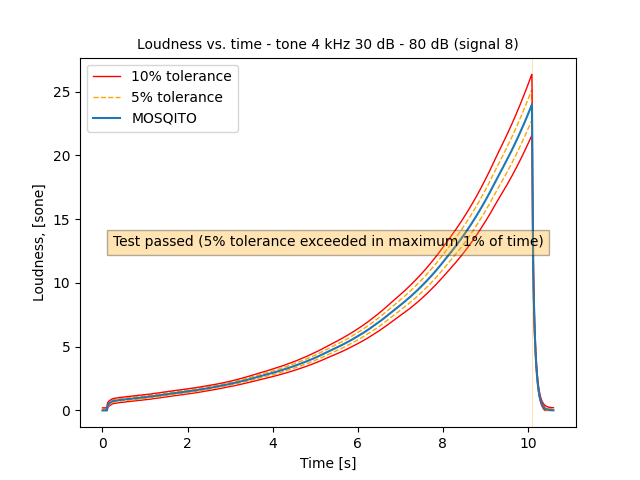 Loudness vs. time - tone 4 kHz 30 dB - 80 dB (signal 8)
10% tolerance
5% tolerance
MOSQITO
Test passed (5% tolerance exceeded in maximum 1% of time)
Loudness, [sone]
25
20
15
10
5
0
0 2 4 6 8 10
Time [s]